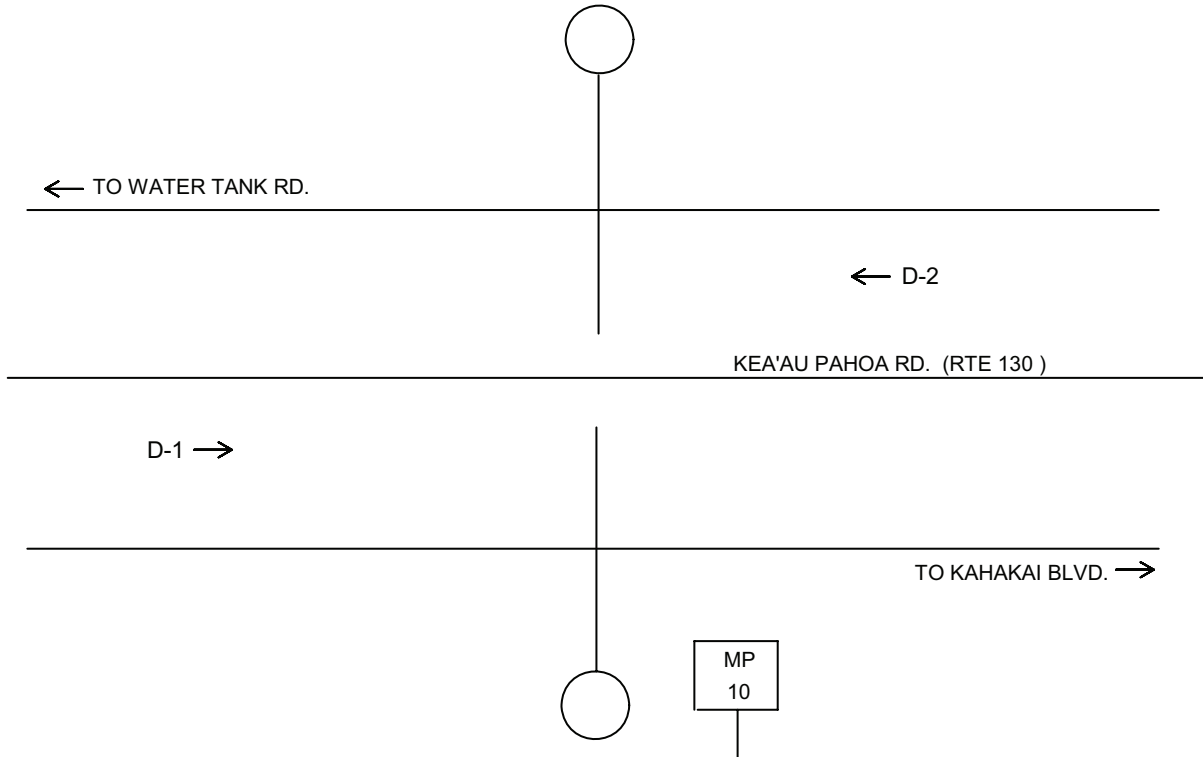 ← TO WATER TANK RD.
← D-2
KEA'AU PAHOA RD. (RTE 130 )
D-1 →
TO KAHAKAI BLVD. →
MP
10